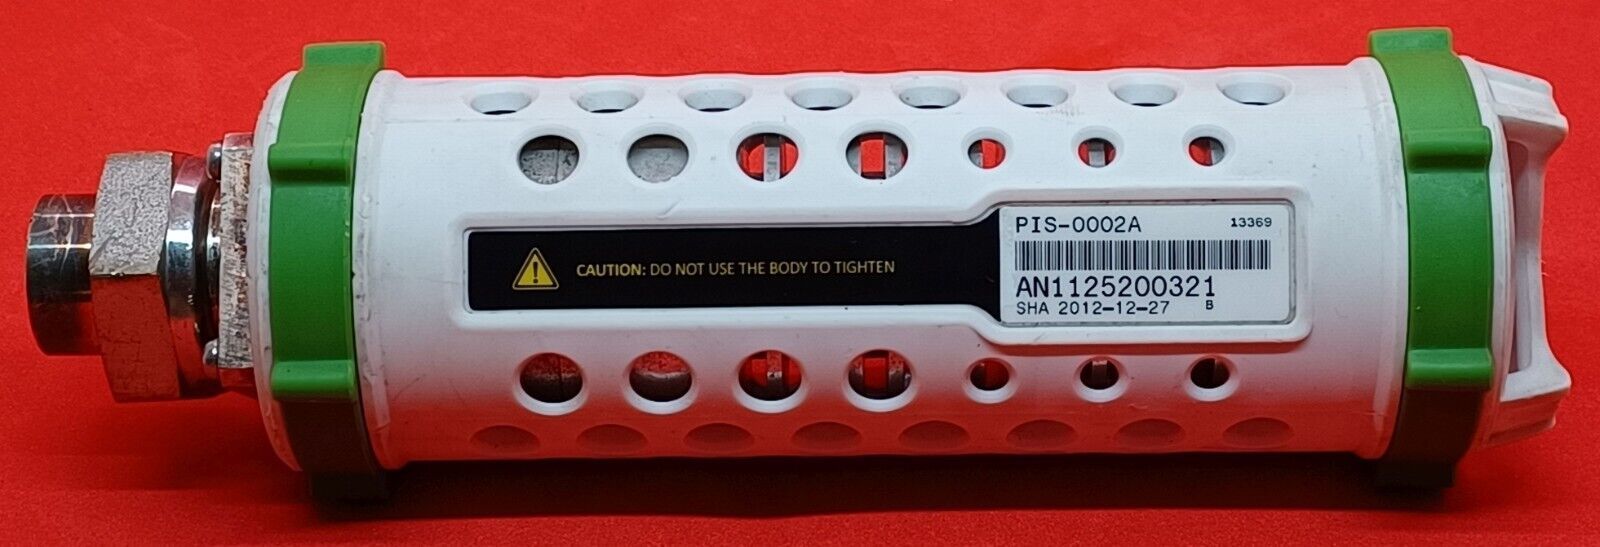 CAUTION: DO NOT USE THE BODY TO TIGHTEN
PIS-0002A 13369
AN1125200321
SHA 2012-12-27 B